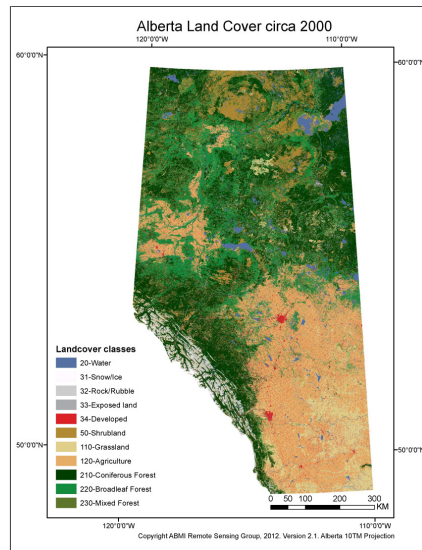 Alberta Land Cover circa 2000
120°0'0"W 110°0'0"W
60°0'0"N 60°0'0"N
Landcover classes
20-Water
31-Snow/Ice
32-Rock/Rubble
33-Exposed land
34-Developed
50-Shrubland
110-Grassland
120-Agriculture
210-Coniferous Forest
220-Broadleaf Forest
230-Mixed Forest
50°0'0"N 50°0'0"N
0 50 100 200 300
KM
120°0'0"W 110°0'0"W
Copyright ABMI Remote Sensing Group, 2012. Version 2.1. Alberta 10TM Projection